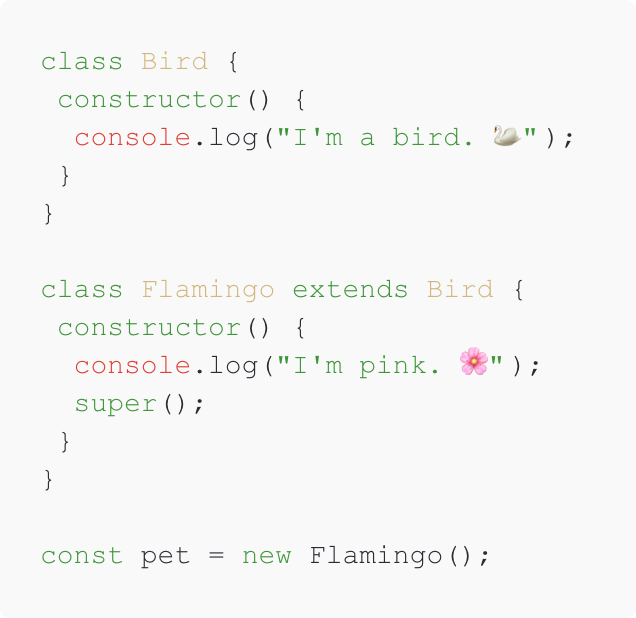 class Bird {
 constructor() {
  console.log("I'm a bird. 🦢");
 }
}

class Flamingo extends Bird {
 constructor() {
  console.log("I'm pink. 🌸");
  super();
 }
}

const pet = new Flamingo();